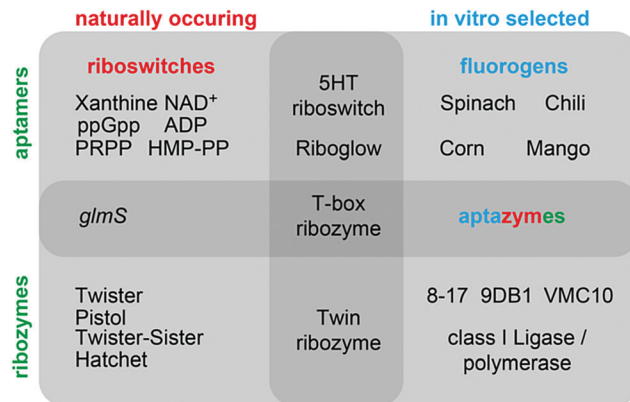 naturally occuring
in vitro selected
aptamers
riboswitches
Xanthine NAD⁺
ppGpp ADP
PRPP HMP-PP
5HT
riboswitch
Riboglow
fluorogens
Spinach Chili
Corn Mango
glmS
T-box
ribozyme
aptazymes
ribozymes
Twister
Pistol
Twister-Sister
Hatchet
Twin
ribozyme
8-17 9DB1 VMC10
class I Ligase /
polymerase